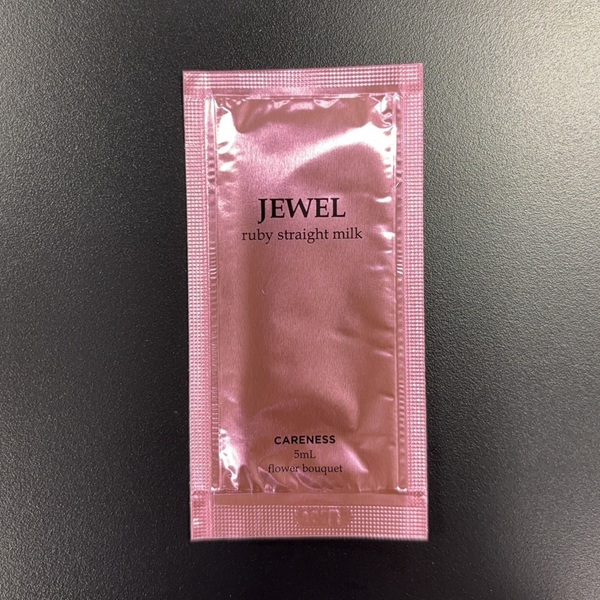 JEWEL
ruby straight milk
CARENESS
5mL
flower bouquet